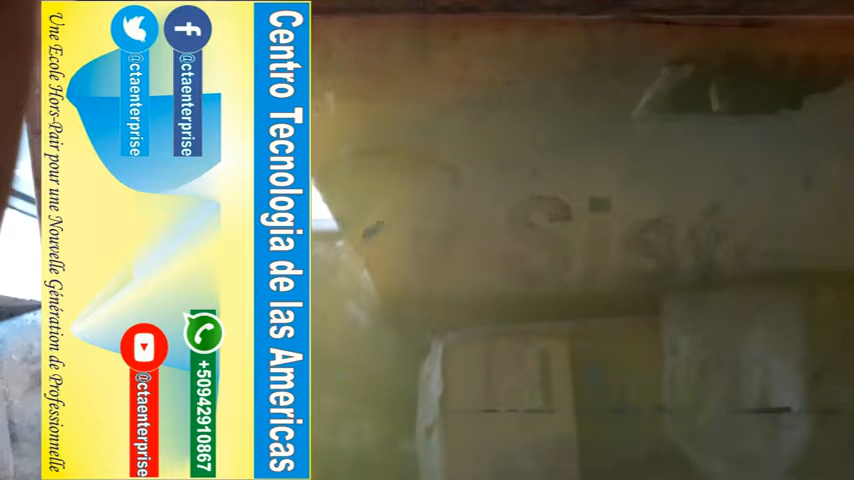 Centro Tecnologia de las Americas
@ctaenterprise
+50942910867
@ctaenterprise
@ctaenterprise
Une Ecole Hors-Pair pour une Nouvelle Génération de Professionnelle